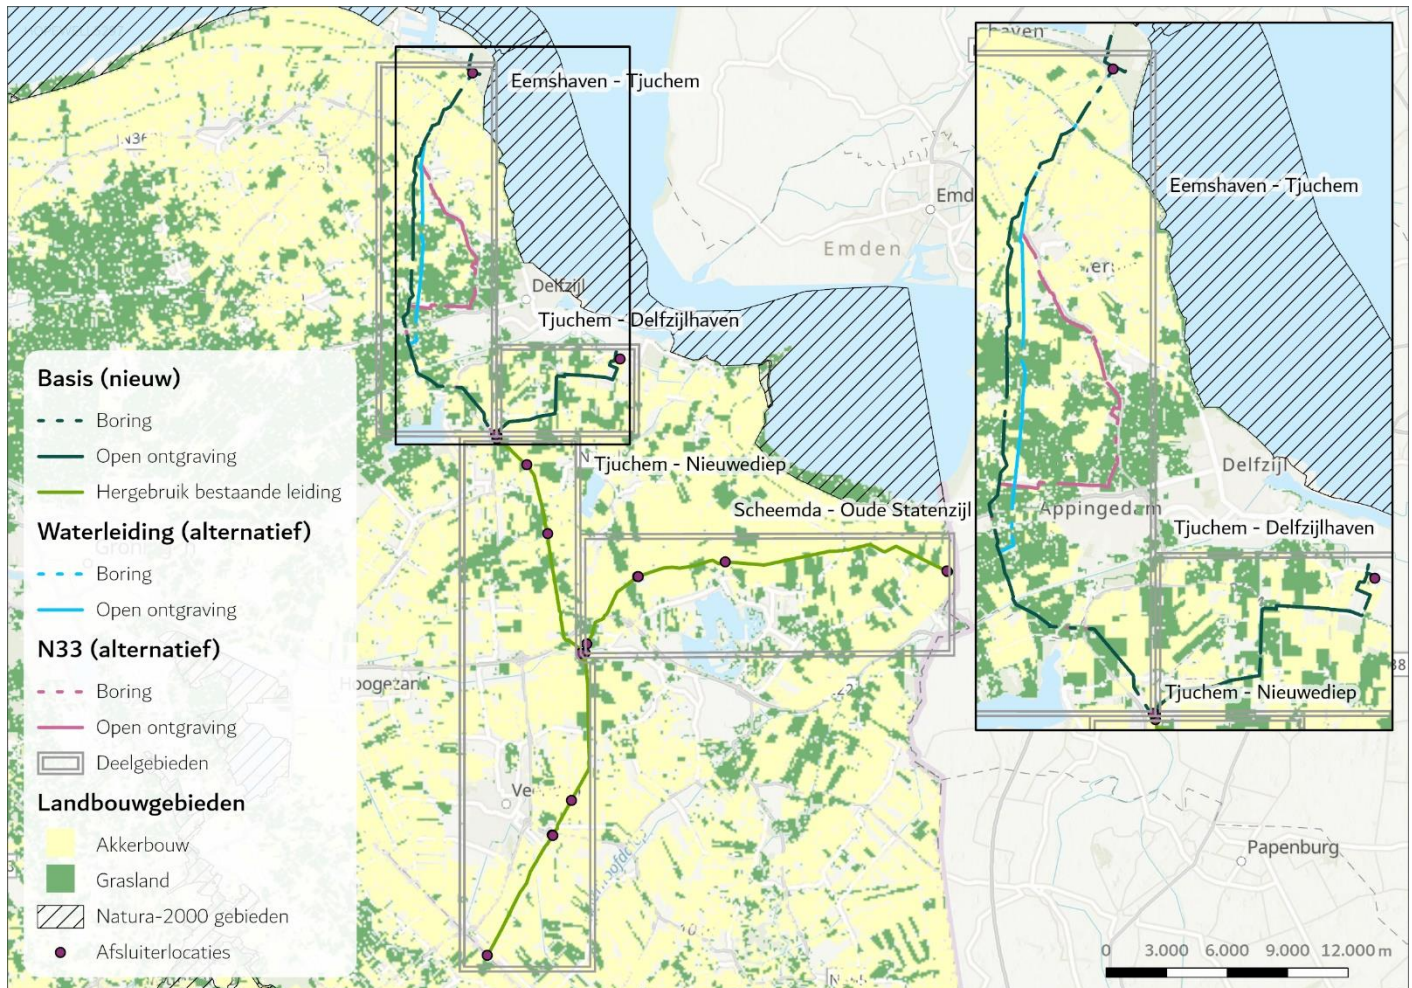 Eemshaven - Tjuchem
Emden
Delfzijl
Tjuchem - Delfzijlhaven
Tjuchem - Nieuwediep
Scheemda - Oude Statenzijl
Papenburg
haven
Eemshaven - Tjuchem
Delfzijl
Appingedam
Tjuchem - Delfzijlhaven
Tjuchem - Nieuwediep
Basis (nieuw)
Boring
Open ontgraving
Hergebruik bestaande leiding
Waterleiding (alternatief)
Boring
Open ontgraving
N33 (alternatief)
Boring
Open ontgraving
Deelgebieden
Landbouwgebieden
Akkerbouw
Grasland
Natura-2000 gebieden
Afsluiterlocaties
0 3.000 6.000 9.000 12.000 m